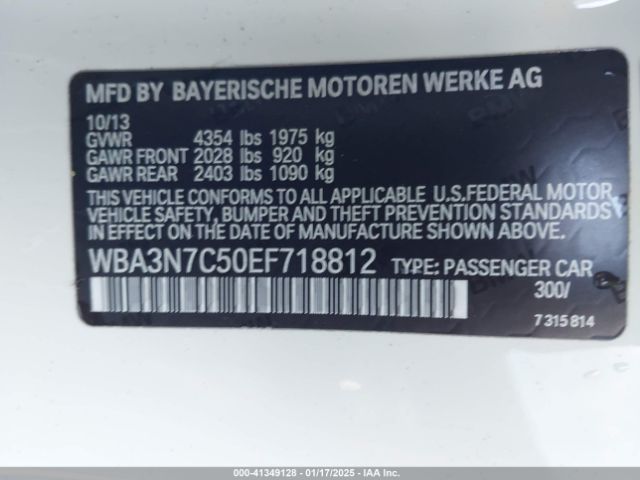 MFD BY BAYERISCHE MOTOREN WERKE AG
10/13
GVWR 4354 lbs 1975 kg
GAWR FRONT 2028 lbs 920 kg
GAWR REAR 2403 lbs 1090 kg
THIS VEHICLE CONFORMS TO ALL APPLICABLE U.S.FEDERAL MOTOR
VEHICLE SAFETY, BUMPER AND THEFT PREVENTION STANDARDS
IN EFFECT ON THE DATE OF MANUFACTURE SHOWN ABOVE.
WBA3N7C50EF718812 TYPE: PASSENGER CAR
300/
7 315 814
© COPY - 41349128 - 01/17/2025 - IAA Inc.